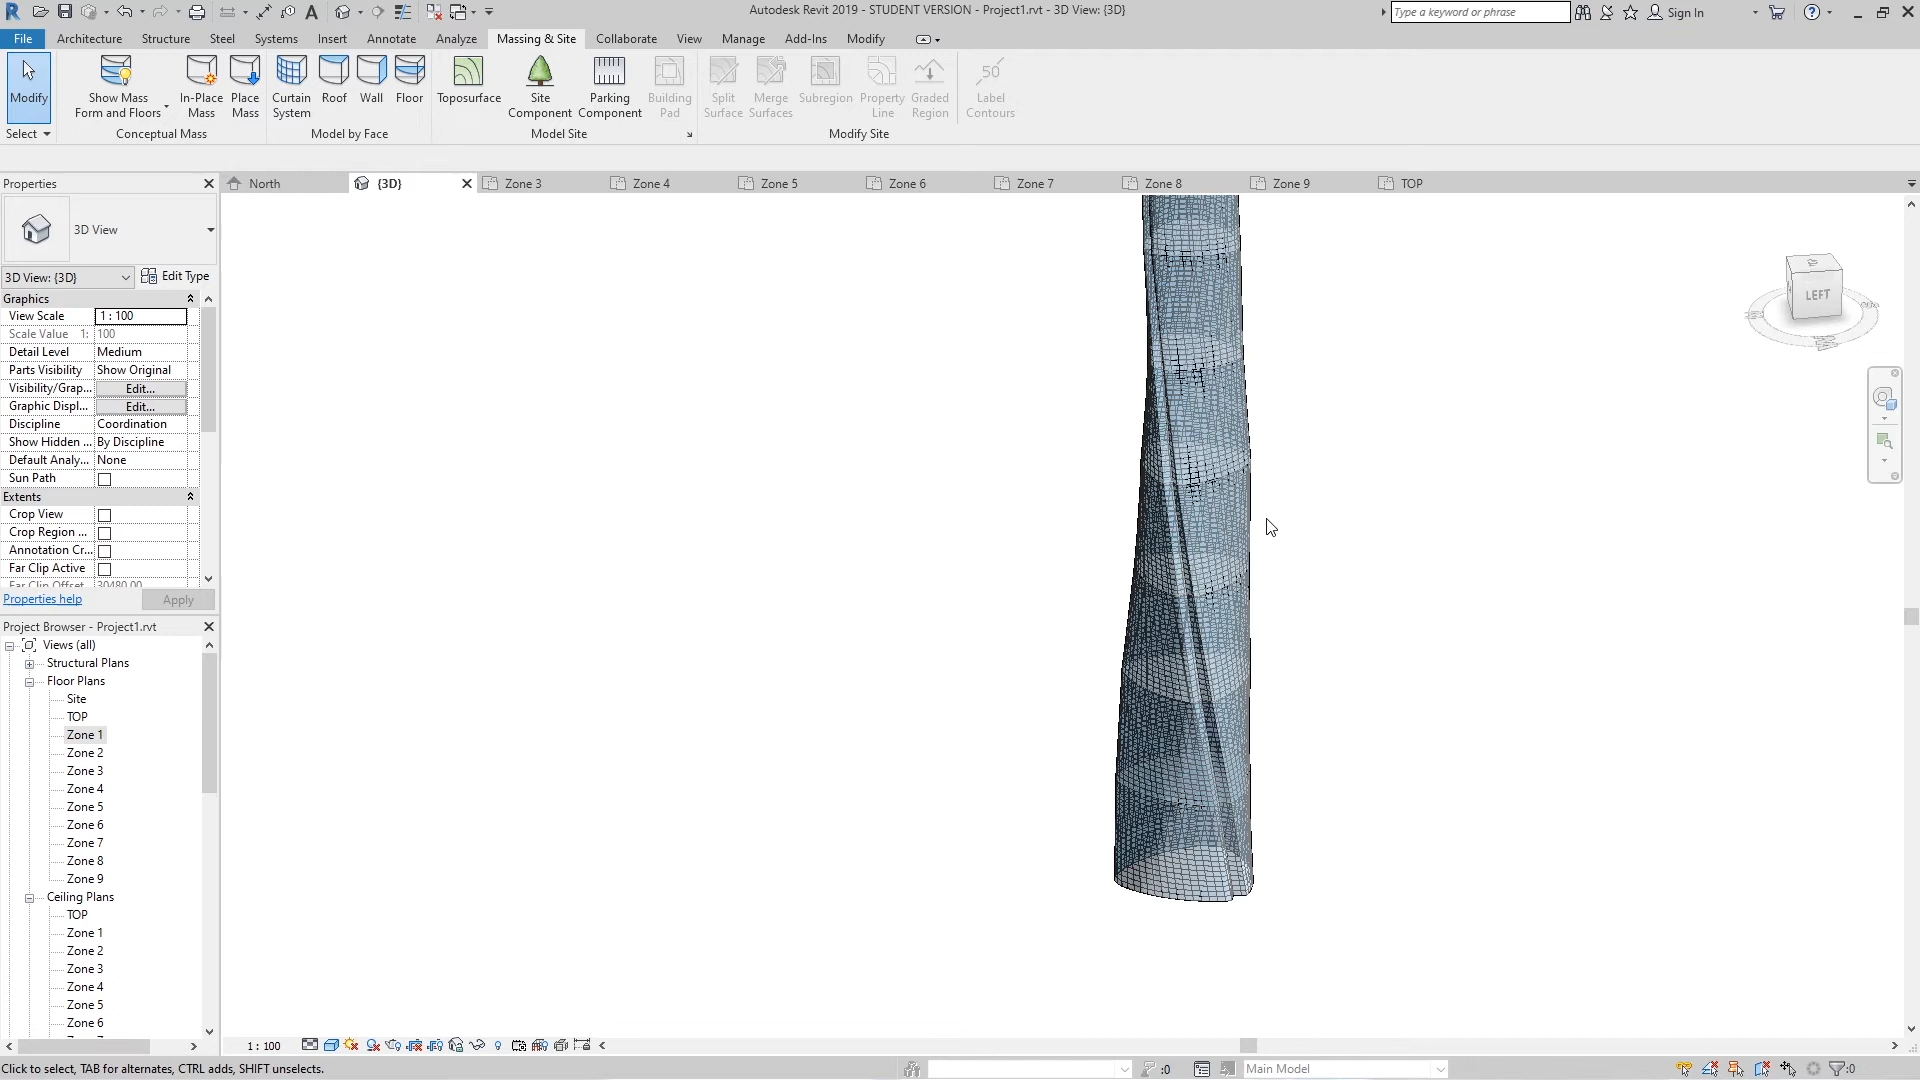 Autodesk Revit 2019 - STUDENT VERSION - Project1.rvt - 3D View: {3D}
Type a keyword or phrase
Sign In
File Architecture Structure Steel Systems Insert Annotate Analyze Massing & Site Collaborate View Manage Add-Ins Modify
Modify
Show Mass Form and Floors
In-Place Mass
Place Mass
Curtain System
Roof
Wall
Floor
Toposurface
Site Component
Parking Component
Building Pad
Split Surface
Merge Surfaces
Subregion
Property Line
Graded Region
50
Label Contours
Select
Conceptual Mass
Model by Face
Model Site
Modify Site
Properties
North
{3D}
Zone 3
Zone 4
Zone 5
Zone 6
Zone 7
Zone 8
Zone 9
TOP
3D View
3D View: {3D}
Edit Type
Graphics
View Scale 1 : 100
Scale Value 1: 100
Detail Level Medium
Parts Visibility Show Original
Visibility/Grap... Edit...
Graphic Displ... Edit...
Discipline Coordination
Show Hidden ... By Discipline
Default Analy... None
Sun Path
Extents
Crop View
Crop Region ...
Annotation Cr...
Far Clip Active
Far Clip Offset 30480.00
Properties help
Apply
LEFT
Project Browser - Project1.rvt
Views (all)
Structural Plans
Floor Plans
Site
TOP
Zone 1
Zone 2
Zone 3
Zone 4
Zone 5
Zone 6
Zone 7
Zone 8
Zone 9
Ceiling Plans
TOP
Zone 1
Zone 2
Zone 3
Zone 4
Zone 5
Zone 6
1 : 100
Click to select, TAB for alternates, CTRL adds, SHIFT unselects.
:0
Main Model
:0